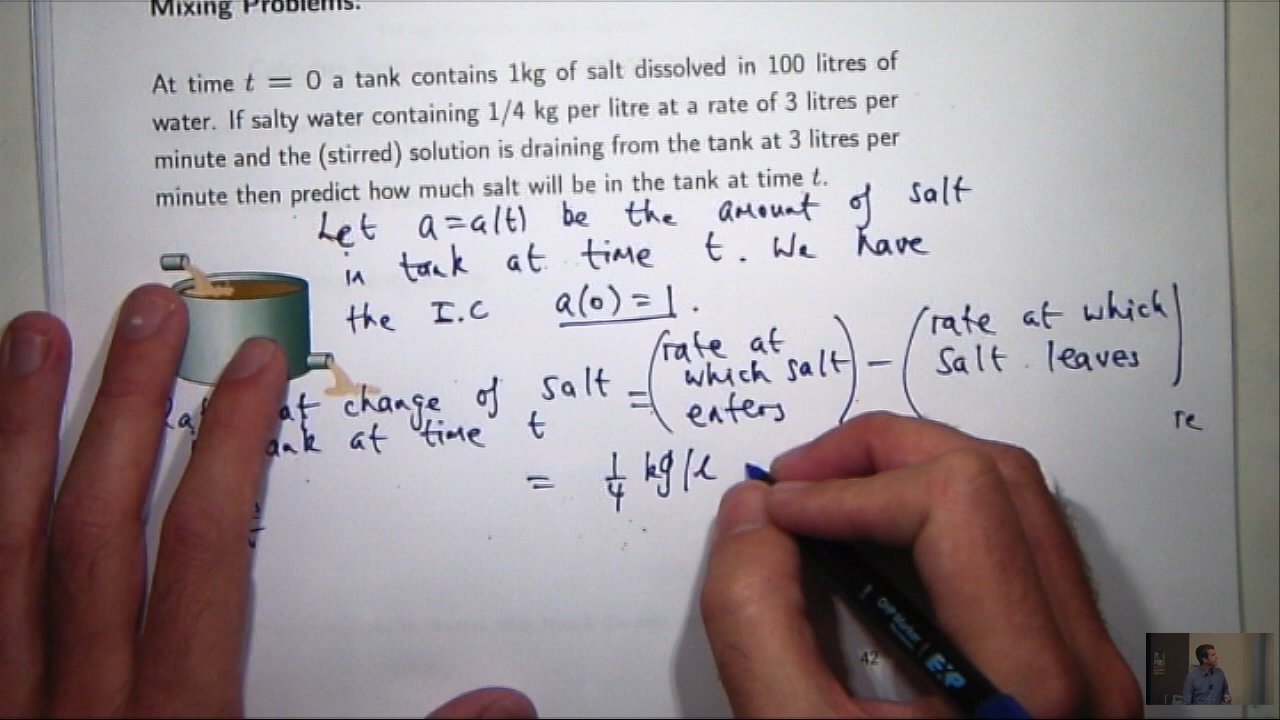 Mixing Problems.
At time t = 0 a tank contains 1kg of salt dissolved in 100 litres of
water. If salty water containing 1/4 kg per litre at a rate of 3 litres per
minute and the (stirred) solution is draining from the tank at 3 litres per
minute then predict how much salt will be in the tank at time t.
Let a=a(t) be the amount of salt
in tank at time t. We have
the I.C a(0)=1.
change of salt = (rate at which salt enters) − (rate at which salt leaves)
at time t
re
= 1/4 kg/l
42
EXP